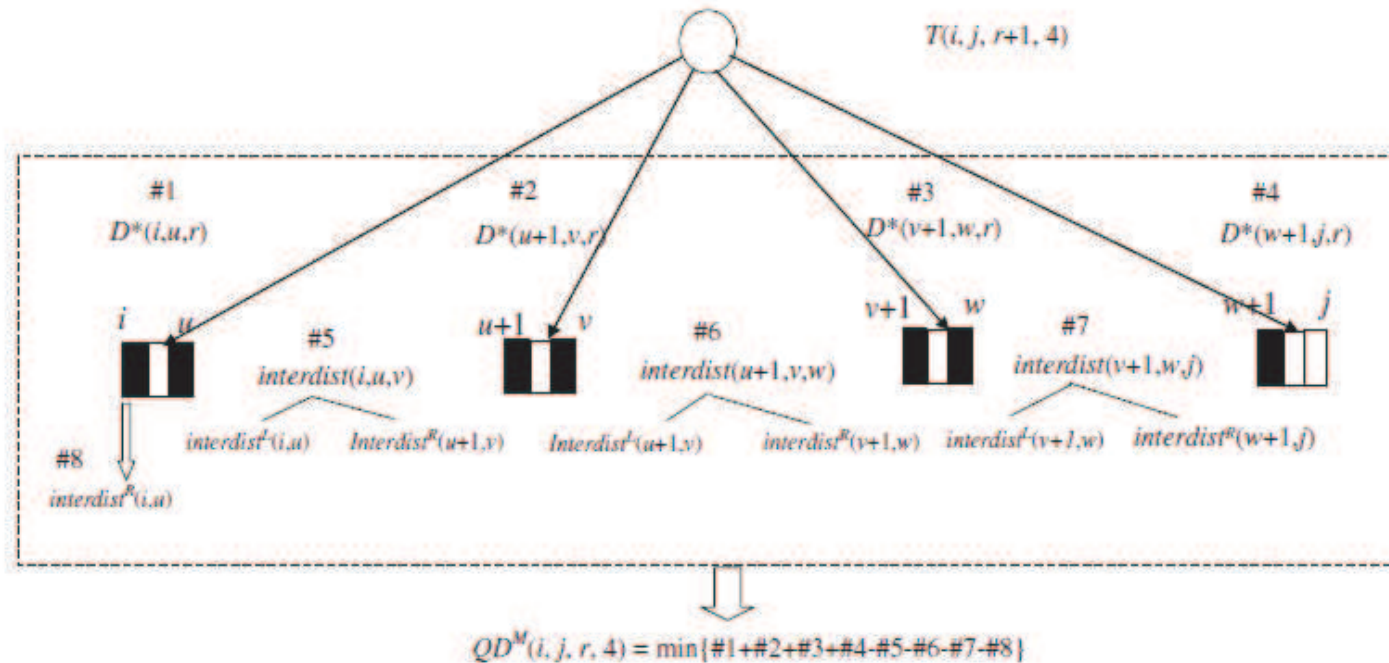 T(i, j, r+1, 4)
#1 #2 #3 #4
D*(i,u,r) D*(u+1,v,r) D*(v+1,w,r) D*(w+1,j,r)
i u u+1 v v+1 w w+1 j
#5 #6 #7
interdist(i,u,v) interdist(u+1,v,w) interdist(v+1,w,j)
interdist^L(i,u) Interdist^R(u+1,v) Interdist^L(u+1,v) interdist^R(v+1,w) interdist^L(v+1,w) interdist^R(w+1,j)
#8
interdist^R(i,u)
QD^M(i, j, r, 4) = min{#1+#2+#3+#4-#5-#6-#7-#8}